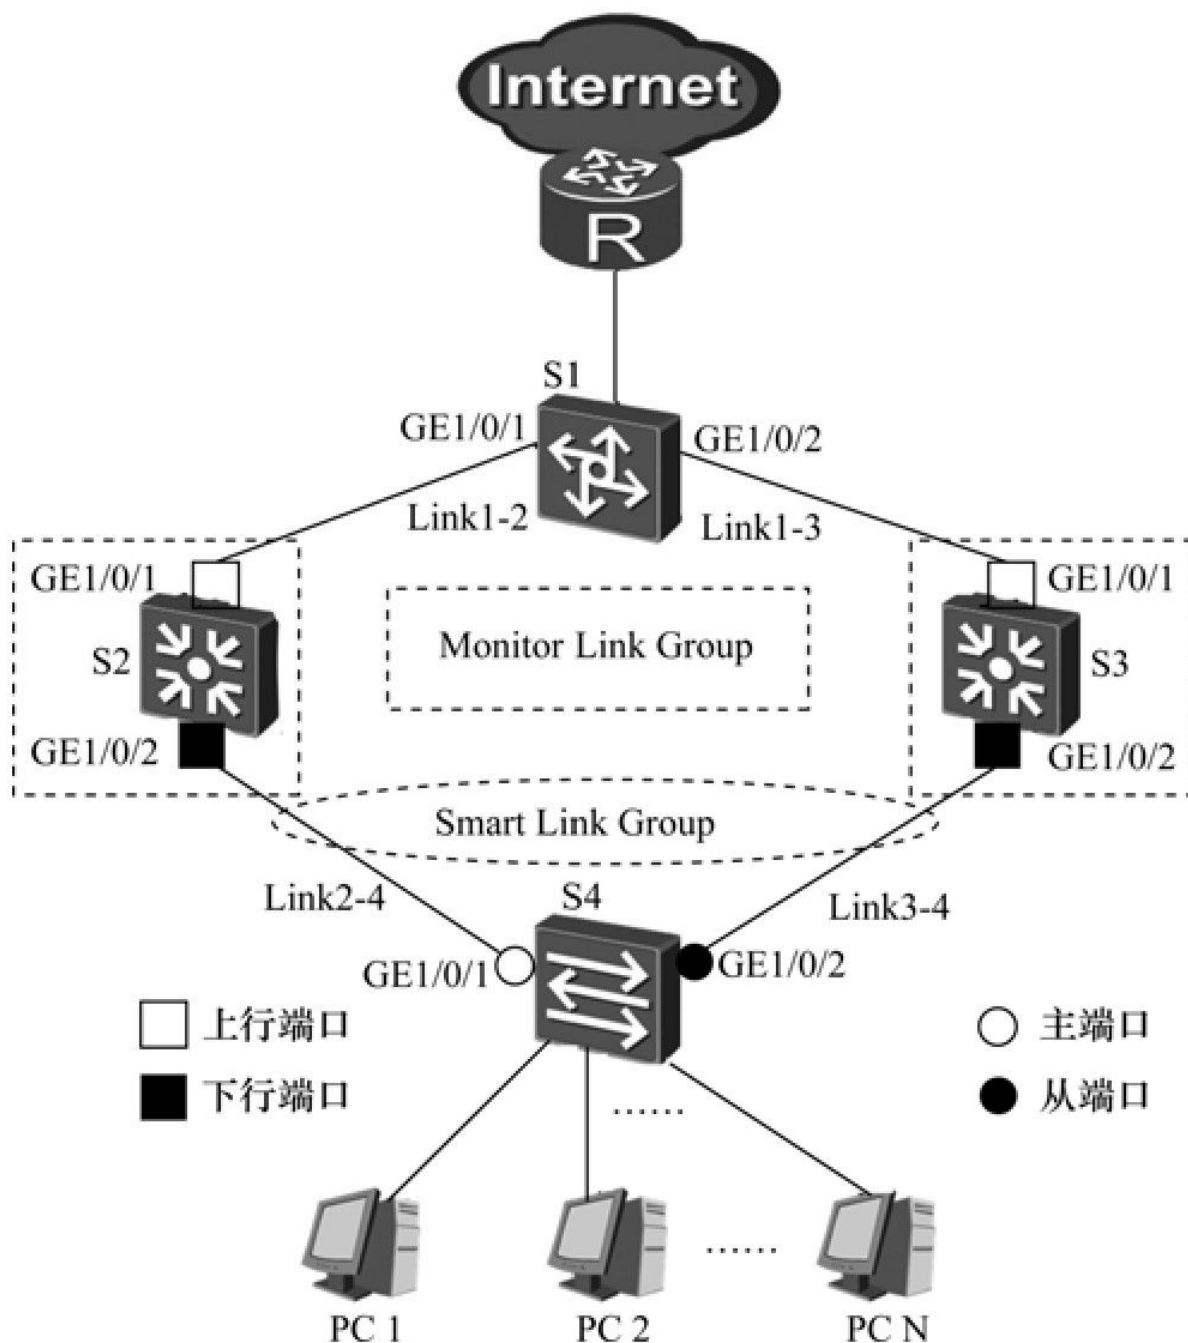 Internet
R
S1
GE1/0/1
GE1/0/2
Link1-2
Link1-3
GE1/0/1
GE1/0/1
S2
Monitor Link Group
S3
GE1/0/2
GE1/0/2
Smart Link Group
Link2-4
S4
Link3-4
GE1/0/1
GE1/0/2
上行端口
主端口
下行端口
从端口
......
......
PC 1
PC 2
PC N